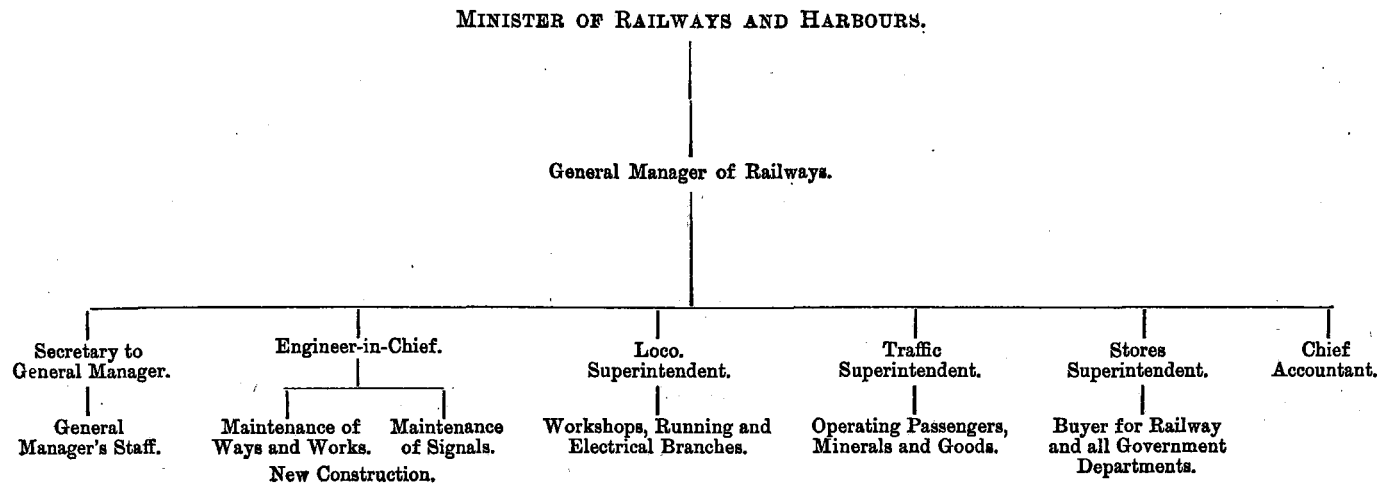 MINISTER OF RAILWAYS AND HARBOURS.
General Manager of Railways.
Secretary to
General Manager.
General
Manager's Staff.
Engineer-in-Chief.
Maintenance of
Ways and Works.
Maintenance
of Signals.
New Construction.
Loco.
Superintendent.
Workshops, Running and
Electrical Branches.
Traffic
Superintendent.
Operating Passengers,
Minerals and Goods.
Stores
Superintendent.
Buyer for Railway
and all Government
Departments.
Chief
Accountant.